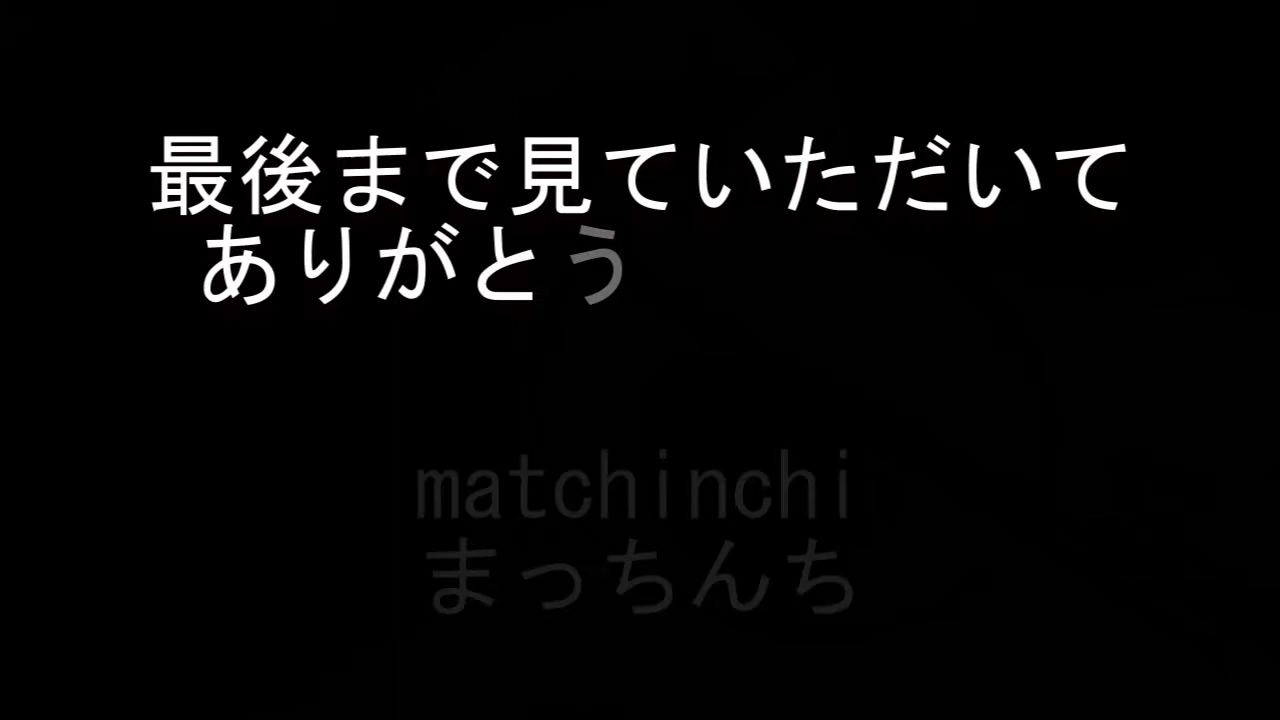 最後まで見ていただいて
ありがとう
matchinchi
まっちんち